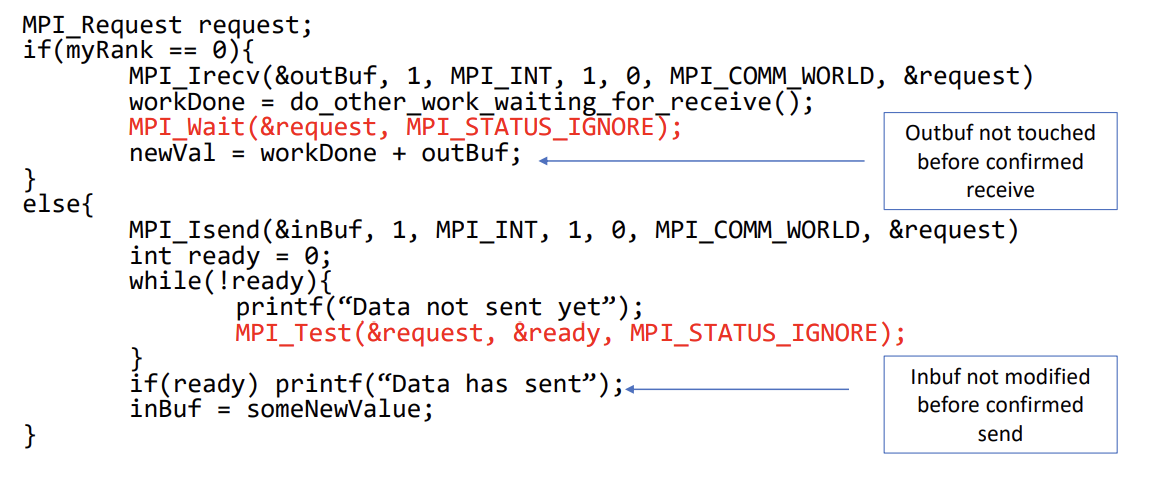 MPI_Request request;
if(myRank == 0){
MPI_Irecv(&outBuf, 1, MPI_INT, 1, 0, MPI_COMM_WORLD, &request)
workDone = do_other_work_waiting_for_receive();
MPI_Wait(&request, MPI_STATUS_IGNORE);
newVal = workDone + outBuf;
}
Outbuf not touched
before confirmed
receive
else{
MPI_Isend(&inBuf, 1, MPI_INT, 1, 0, MPI_COMM_WORLD, &request)
int ready = 0;
while(!ready){
printf(“Data not sent yet”);
MPI_Test(&request, &ready, MPI_STATUS_IGNORE);
}
if(ready) printf(“Data has sent”);
inBuf = someNewValue;
}
Inbuf not modified
before confirmed
send